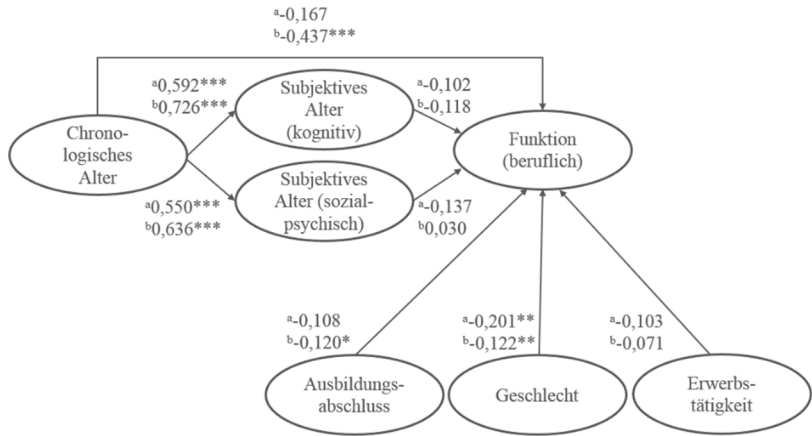 ᵃ-0,167
ᵇ-0,437***
ᵃ0,592***
ᵇ0,726***
Subjektives
Alter
(kognitiv)
ᵃ-0,102
ᵇ-0,118
Chrono-
logisches
Alter
Funktion
(beruflich)
ᵃ0,550***
ᵇ0,636***
Subjektives
Alter (sozial-
psychisch)
ᵃ-0,137
ᵇ0,030
ᵃ-0,108
ᵇ-0,120*
ᵃ-0,201**
ᵇ-0,122**
ᵃ-0,103
ᵇ-0,071
Ausbildungs-
abschluss
Geschlecht
Erwerbs-
tätigkeit